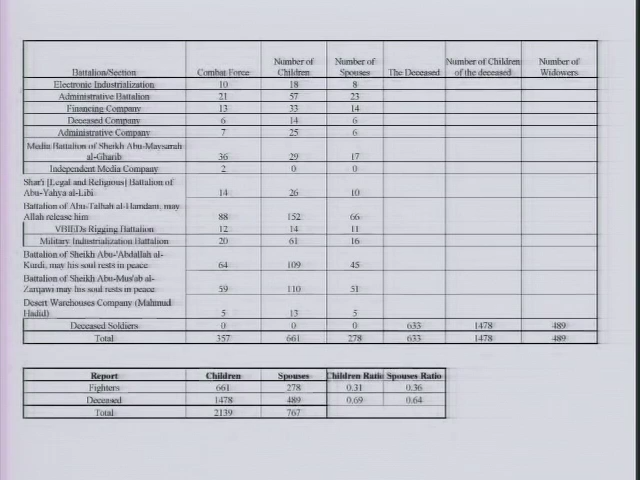 Battalion/Section Combat Force Number of Children Number of Spouses The Deceased Number of Children of the deceased Number of Widowers
Electronic Industrialization 10 18 8
Administrative Battalion 21 57 23
Financing Company 13 33 14
Deceased Company 6 14 6
Administrative Company 7 25 6
Media Battalion of Sheikh Abu-Maysarah
al-Gharib 36 29 17
Independent Media Company 2 0 0
Shar'i [Legal and Religious] Battalion of
Abu-Yahya al-Libi 14 26 10
Battalion of Abu-Talhah al-Hamdani, may
Allah release him 88 152 66
VBIEDs Rigging Battalion 12 14 11
Military Industrialization Battalion 20 61 16
Battalion of Sheikh Abu-'Abdallah al-
Kurdi, may his soul rests in peace 64 109 45
Battalion of Sheikh Abu-Mus'ab al-
Zarqawi may his soul rests in peace 59 110 51
Desert Warehouses Company (Mahmud
Hadid) 5 13 5
Deceased Soldiers 0 0 0 633 1478 489
Total 357 661 278 633 1478 489
Report Children Spouses Children Ratio Spouses Ratio
Fighters 661 278 0.31 0.36
Deceased 1478 489 0.69 0.64
Total 2139 767